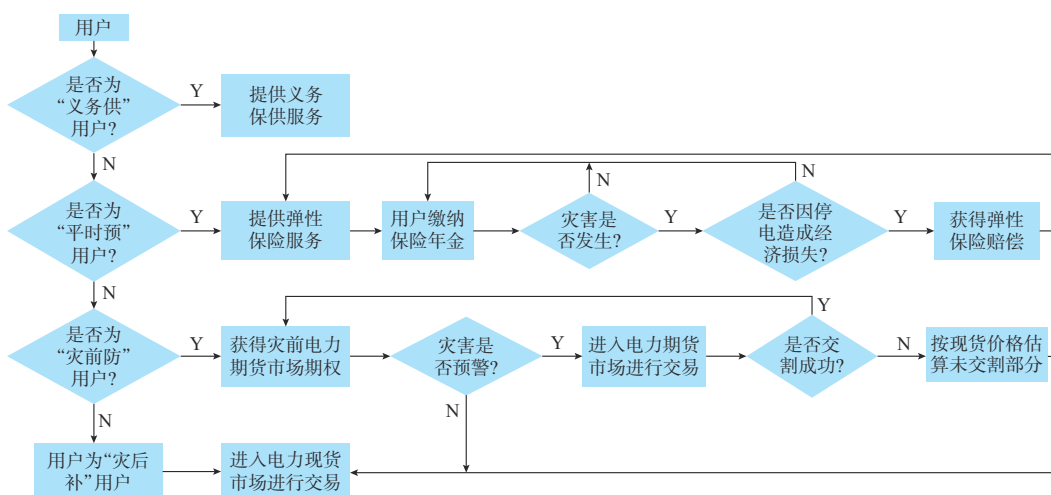 用户
是否为
“义务供”
用户?
Y
提供义务
保供服务
N
是否为
“平时预”
用户?
Y
提供弹性
保险服务
用户缴纳
保险年金
灾害是
否发生?
N
Y
是否因停
电造成经
济损失?
N
Y
获得弹性
保险赔偿
N
是否为
“灾前防”
用户?
Y
获得灾前电力
期货市场期权
灾害是
否预警?
Y
进入电力期货
市场进行交易
是否交
割成功?
Y
N
按现货价格估
算未交割部分
N
N
用户为“灾后
补”用户
进入电力现货
市场进行交易